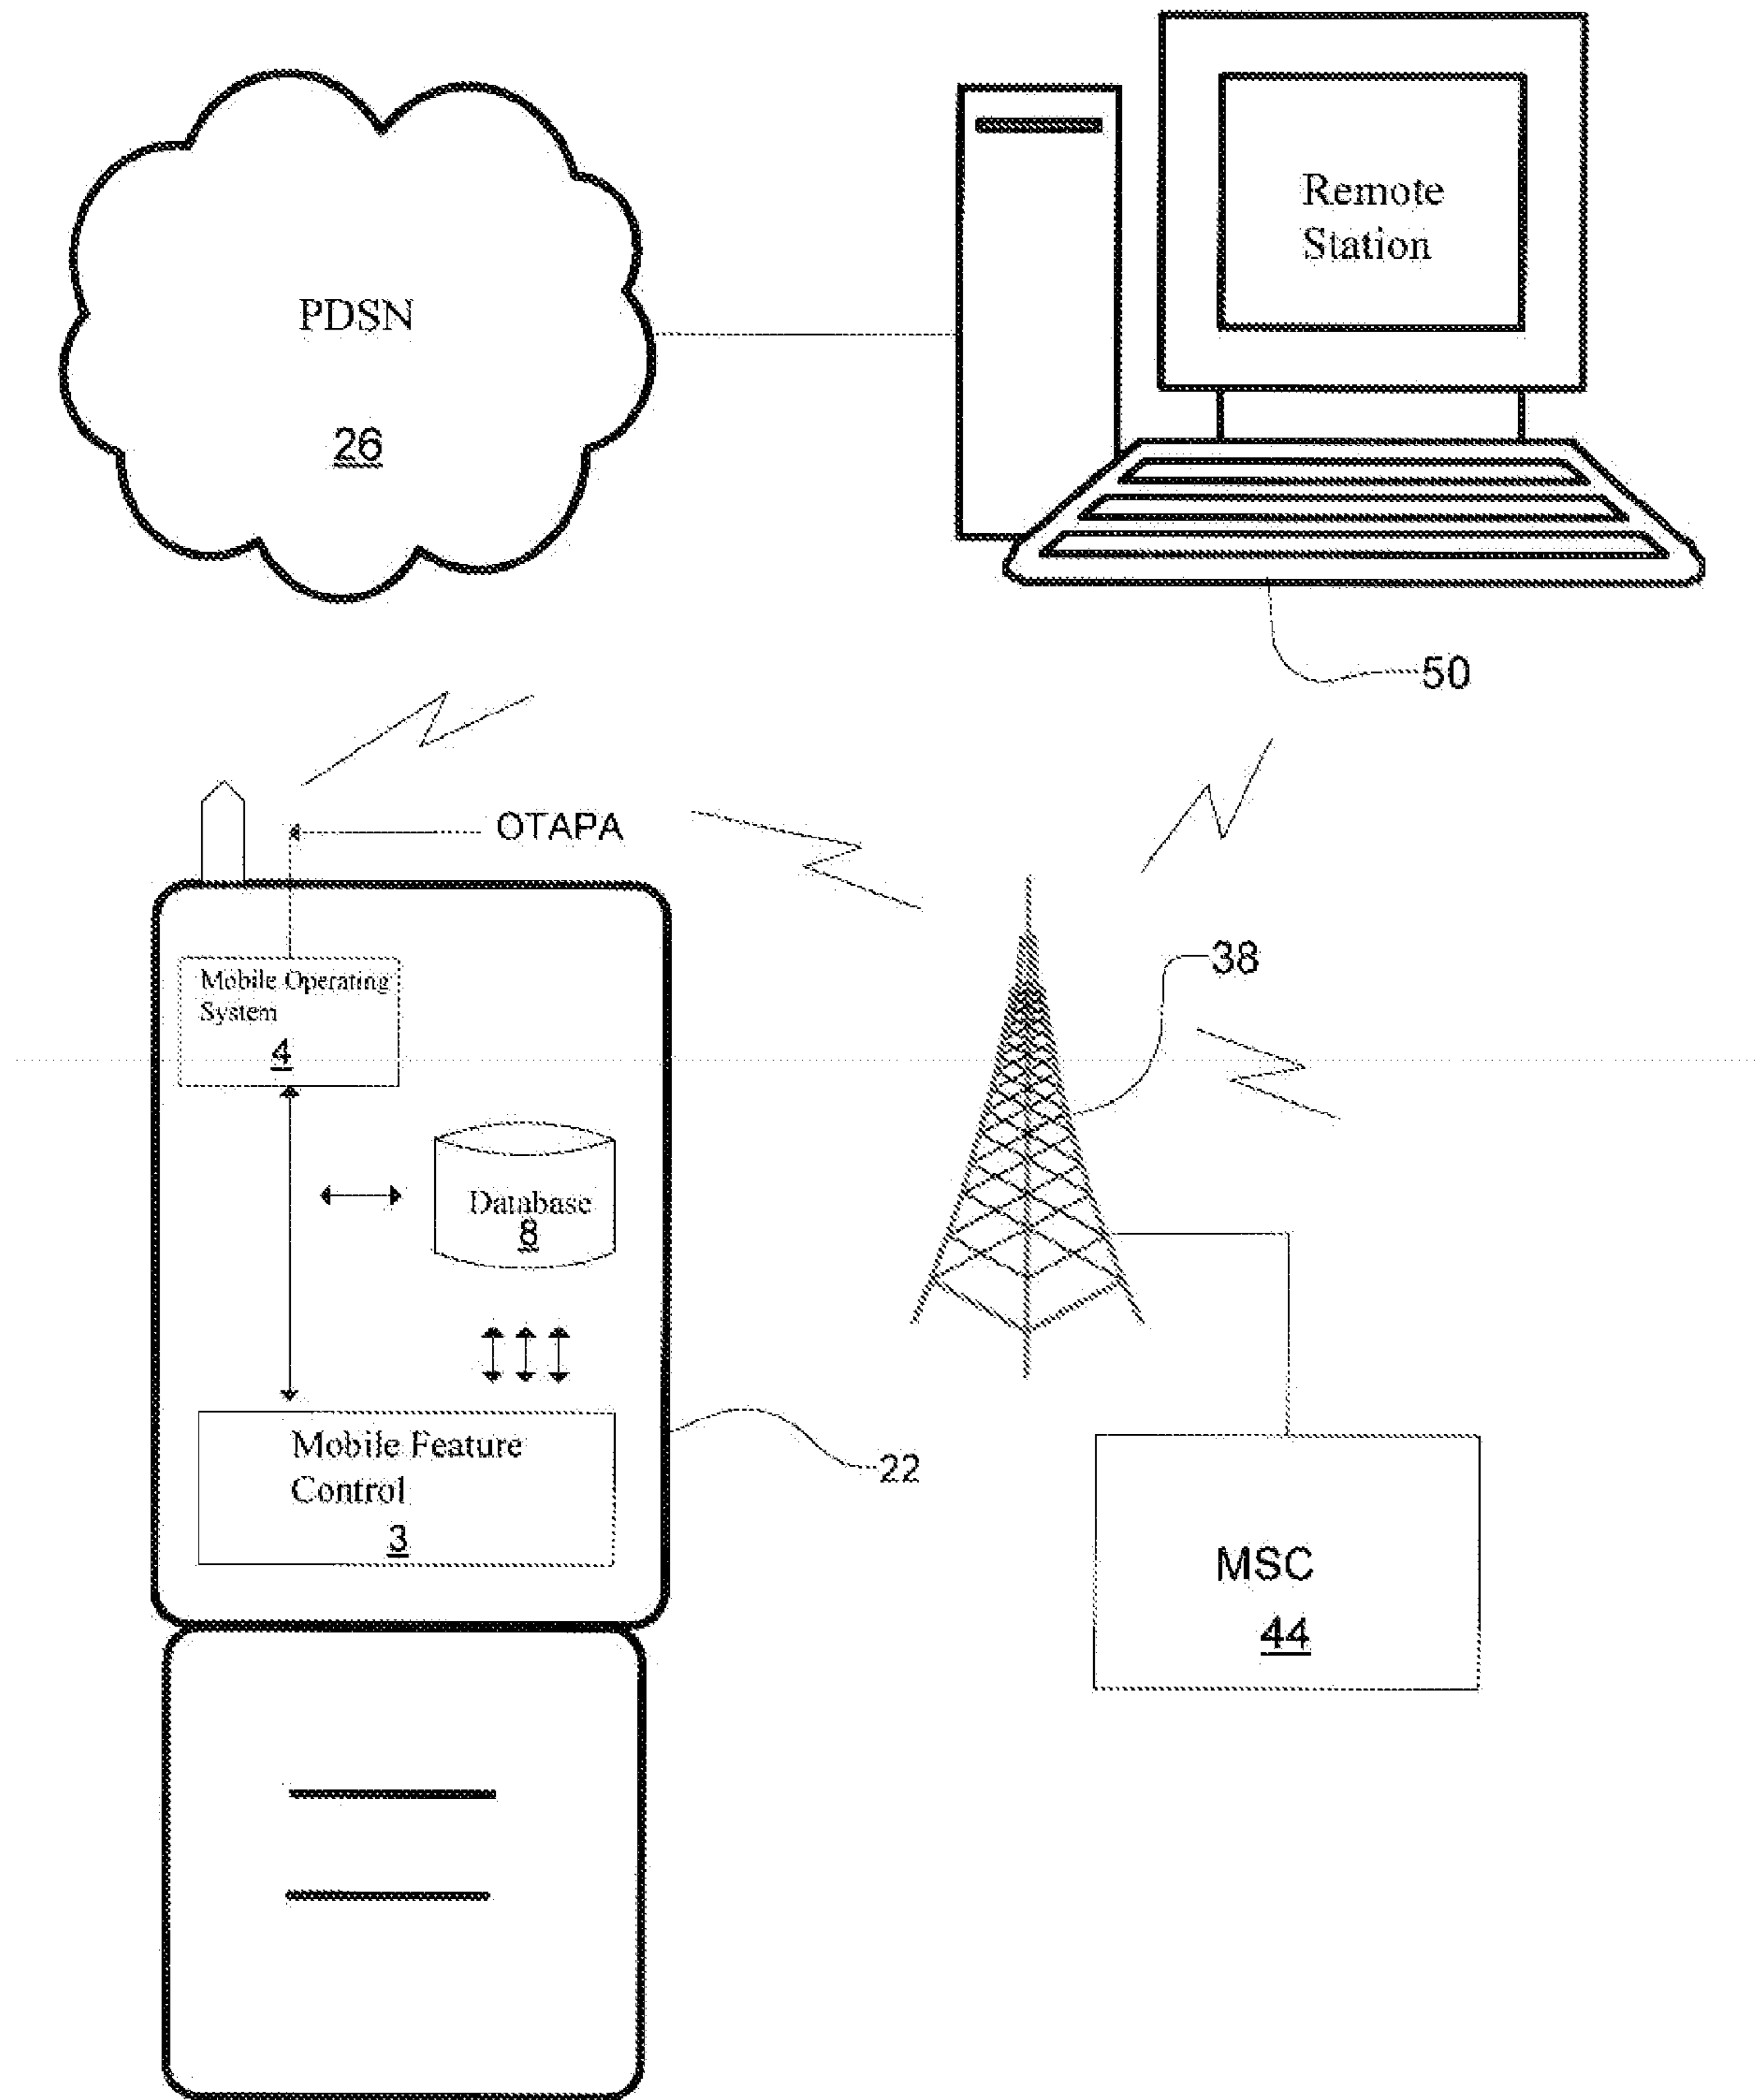 Remote
Station
PDSN
26
50
OTAPA
38
Mobile Operating
System
4
Database
8
Mobile Feature
Control
3
22
MSC
44